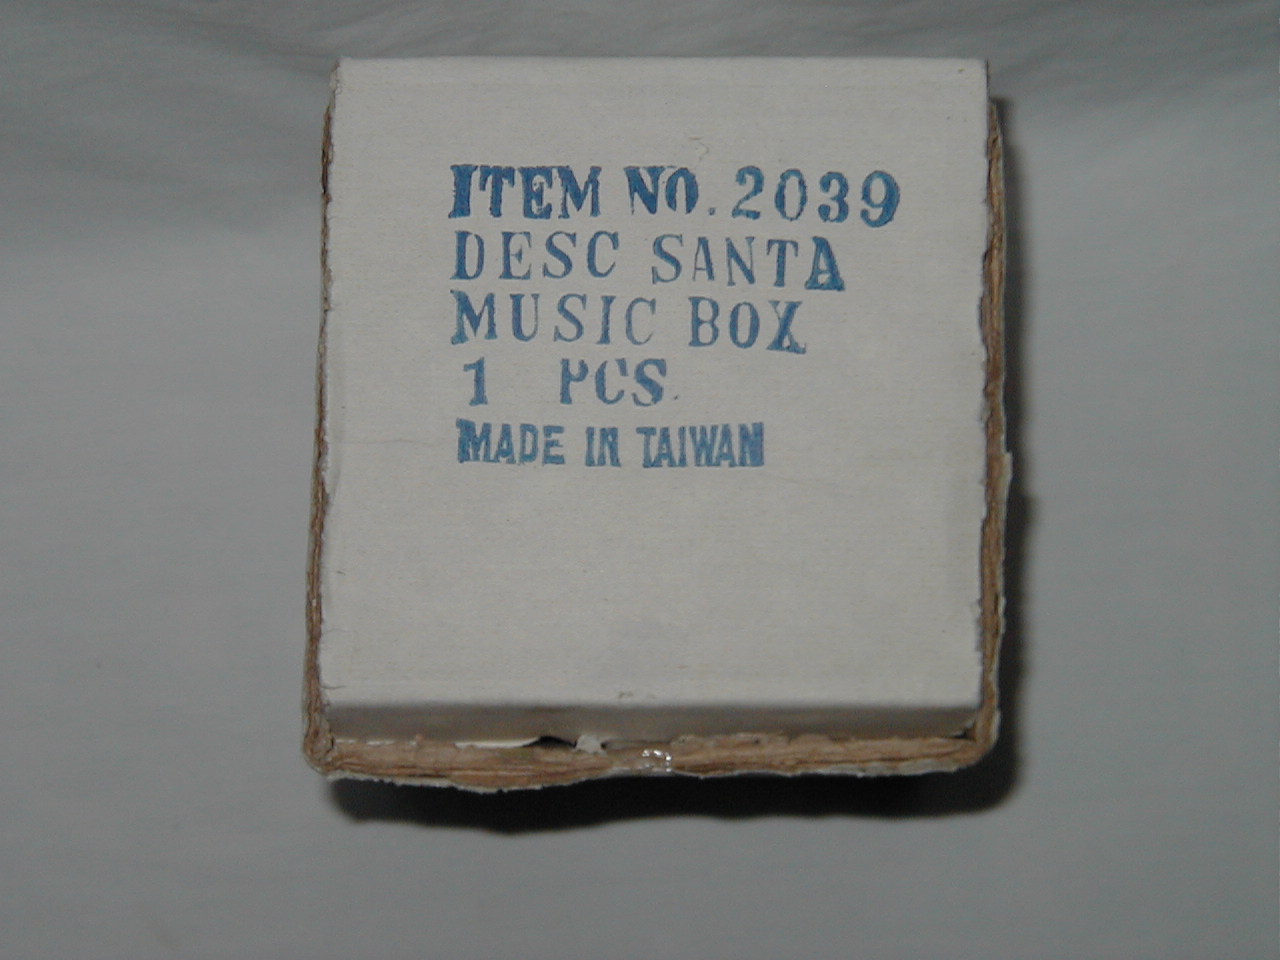 ITEM NO. 2039
DESC SANTA
MUSIC BOX
1 PCS.
MADE IN TAIWAN